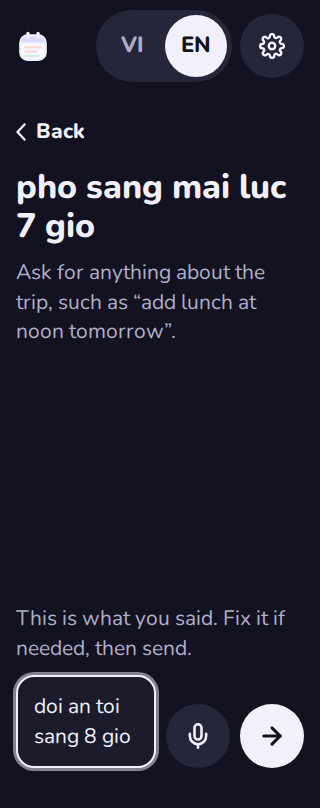 VI EN
Back
pho sang mai luc
7 gio
Ask for anything about the
trip, such as “add lunch at
noon tomorrow”.
This is what you said. Fix it if
needed, then send.
doi an toi
sang 8 gio